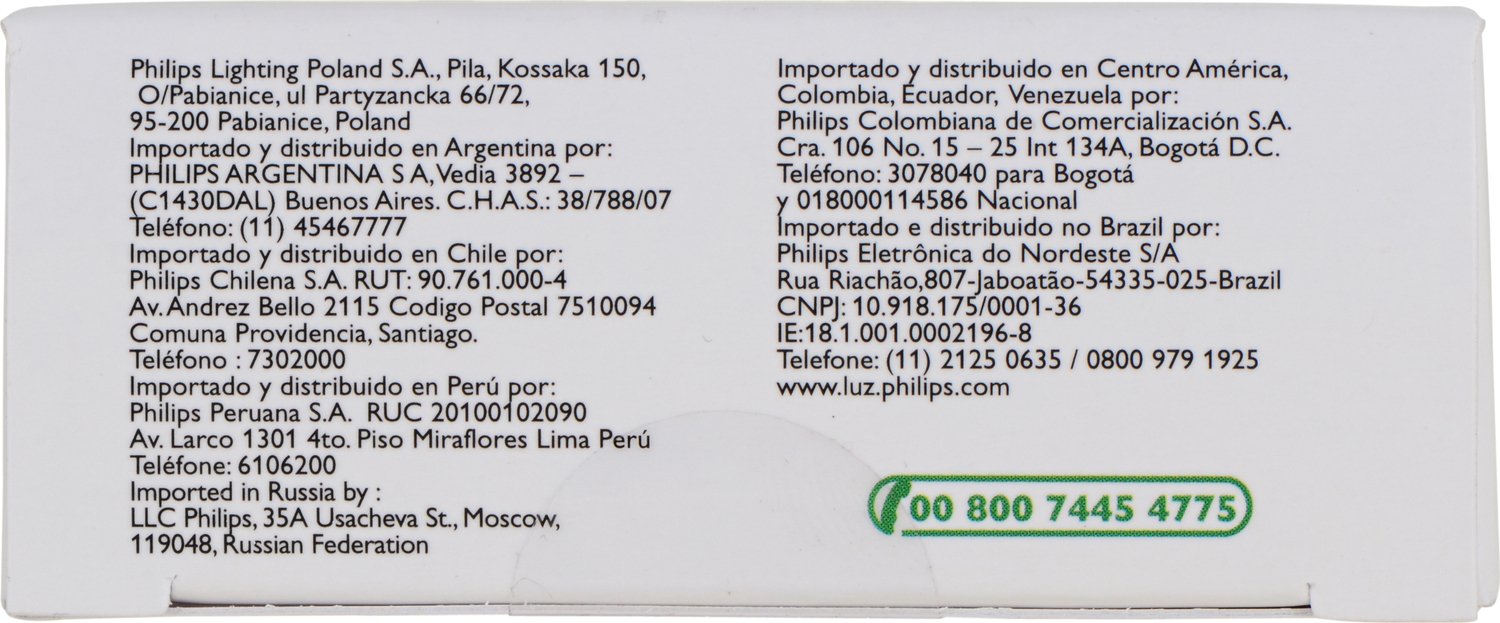 Philips Lighting Poland S.A., Pila, Kossaka 150,
O/Pabianice, ul Partyzancka 66/72,
95-200 Pabianice, Poland
Importado y distribuido en Argentina por:
PHILIPS ARGENTINA S A, Vedia 3892 –
(C1430DAL) Buenos Aires. C.H.A.S.: 38/788/07
Teléfono: (11) 45467777
Importado y distribuido en Chile por:
Philips Chilena S.A. RUT: 90.761.000-4
Av. Andrez Bello 2115 Codigo Postal 7510094
Comuna Providencia, Santiago.
Teléfono : 7302000
Importado y distribuido en Perú por:
Philips Peruana S.A. RUC 20100102090
Av. Larco 1301 4to. Piso Miraflores Lima Perú
Teléfone: 6106200
Imported in Russia by :
LLC Philips, 35A Usacheva St., Moscow,
119048, Russian Federation
Importado y distribuido en Centro América,
Colombia, Ecuador, Venezuela por:
Philips Colombiana de Comercialización S.A.
Cra. 106 No. 15 – 25 Int 134A, Bogotá D.C.
Teléfono: 3078040 para Bogotá
y 018000114586 Nacional
Importado e distribuido no Brazil por:
Philips Eletrônica do Nordeste S/A
Rua Riachão,807-Jaboatão-54335-025-Brazil
CNPJ: 10.918.175/0001-36
IE:18.1.001.0002196-8
Telefone: (11) 2125 0635 / 0800 979 1925
www.luz.philips.com
00 800 7445 4775